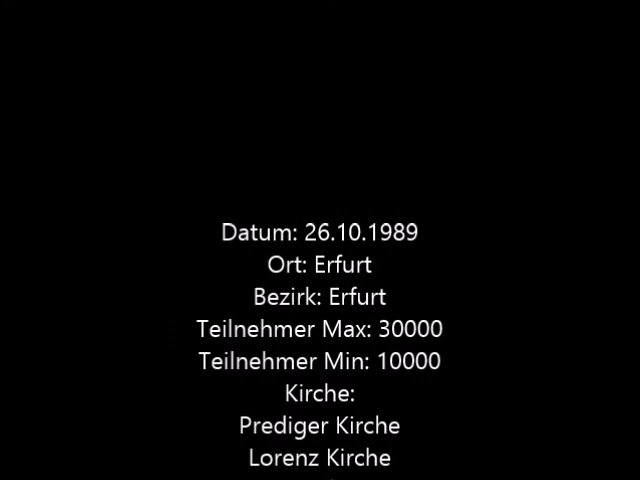 Datum: 26.10.1989
Ort: Erfurt
Bezirk: Erfurt
Teilnehmer Max: 30000
Teilnehmer Min: 10000
Kirche:
Prediger Kirche
Lorenz Kirche